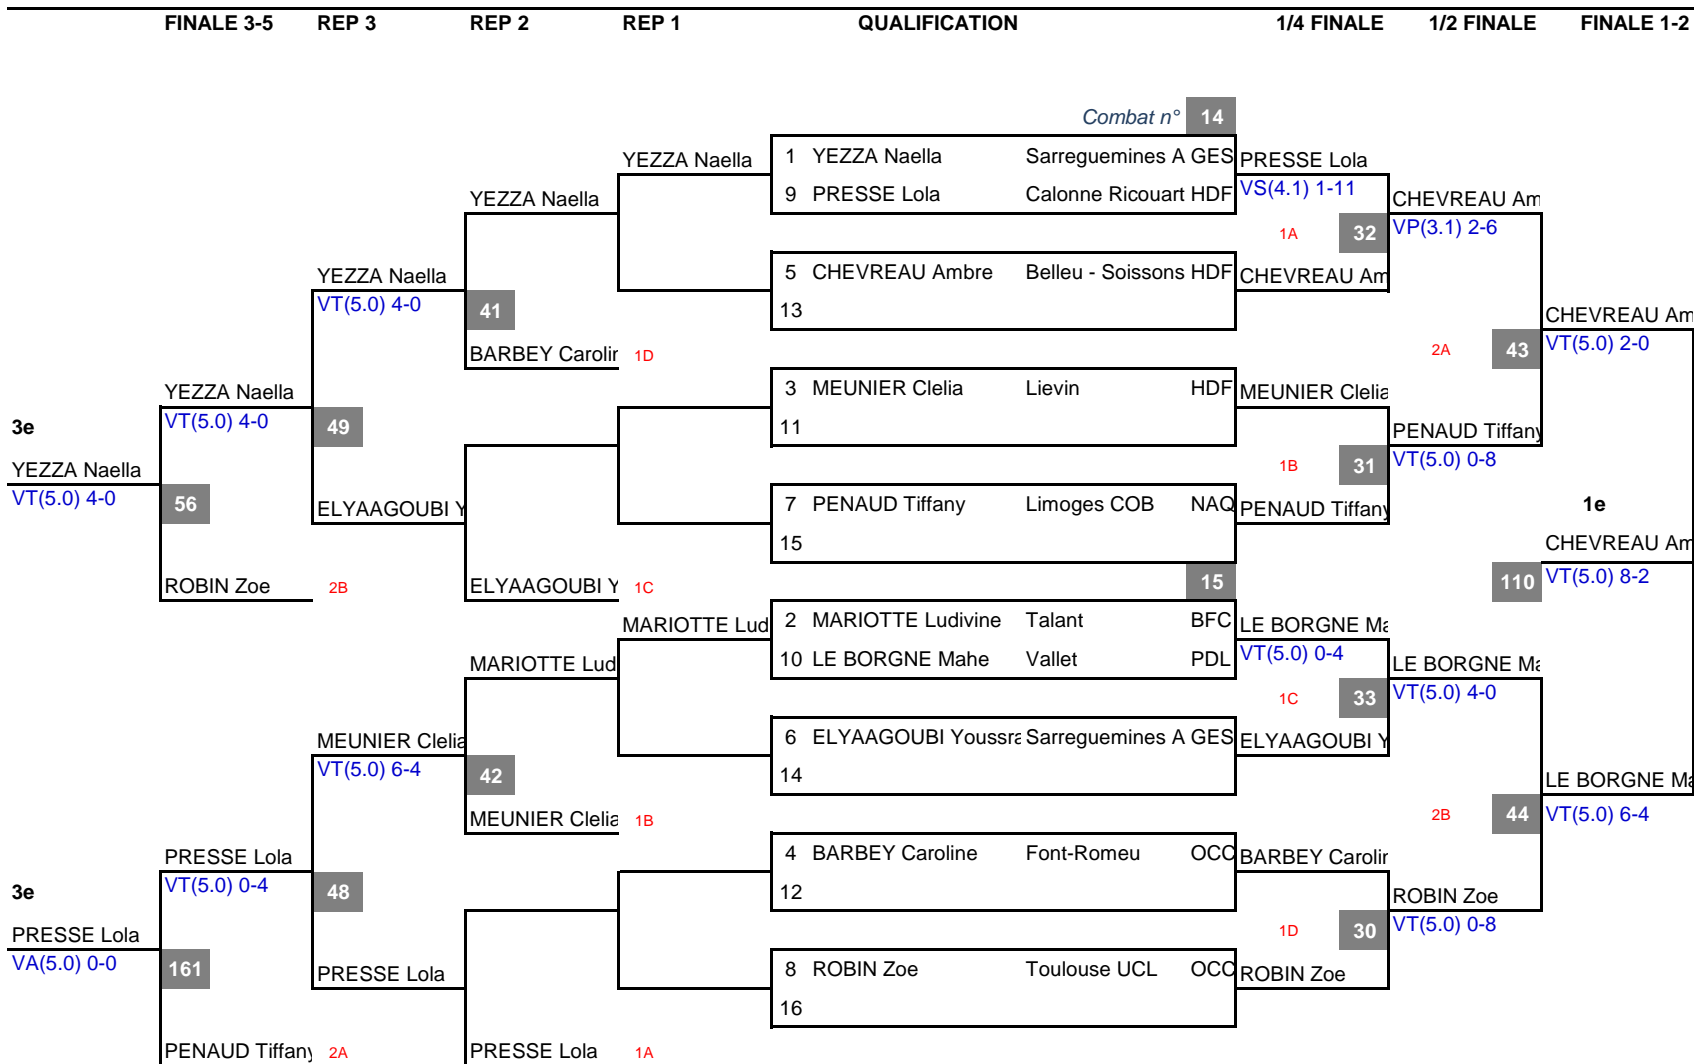 FINALE 3-5 REP 3 REP 2 REP 1 QUALIFICATION 1/4 FINALE 1/2 FINALE FINALE 1-2
Combat n° 14
YEZZA Naella 1 YEZZA Naella Sarreguemines A GES PRESSE Lola
YEZZA Naella 9 PRESSE Lola Calonne Ricouart HDF VS(4.1) 1-11 CHEVREAU Am
1A 32 VP(3.1) 2-6
YEZZA Naella 5 CHEVREAU Ambre Belleu - Soissons HDF CHEVREAU Am
VT(5.0) 4-0 41 13 CHEVREAU Am
BARBEY Carolin 1D 2A 43 VT(5.0) 2-0
YEZZA Naella 3 MEUNIER Clelia Lievin HDF MEUNIER Clelia
3e VT(5.0) 4-0 49 11 PENAUD Tiffany
YEZZA Naella 1B 31 VT(5.0) 0-8
VT(5.0) 4-0 56 ELYAAGOUBI Y 7 PENAUD Tiffany Limoges COB NAQ PENAUD Tiffany 1e
15 CHEVREAU Am
ROBIN Zoe 2B ELYAAGOUBI Y 1C 15 110 VT(5.0) 8-2
MARIOTTE Lud 2 MARIOTTE Ludivine Talant BFC LE BORGNE Ma
MARIOTTE Lud 10 LE BORGNE Mahe Vallet PDL VT(5.0) 0-4 LE BORGNE Ma
1C 33 VT(5.0) 4-0
MEUNIER Clelia 6 ELYAAGOUBI Youssra Sarreguemines A GES ELYAAGOUBI Y
VT(5.0) 6-4 42 14 LE BORGNE Ma
MEUNIER Clelia 1B 2B 44 VT(5.0) 6-4
PRESSE Lola 4 BARBEY Caroline Font-Romeu OCC BARBEY Carolin
3e VT(5.0) 0-4 48 12 ROBIN Zoe
PRESSE Lola 1D 30 VT(5.0) 0-8
VA(5.0) 0-0 161 PRESSE Lola 8 ROBIN Zoe Toulouse UCL OCC ROBIN Zoe
16
PENAUD Tiffany 2A PRESSE Lola 1A